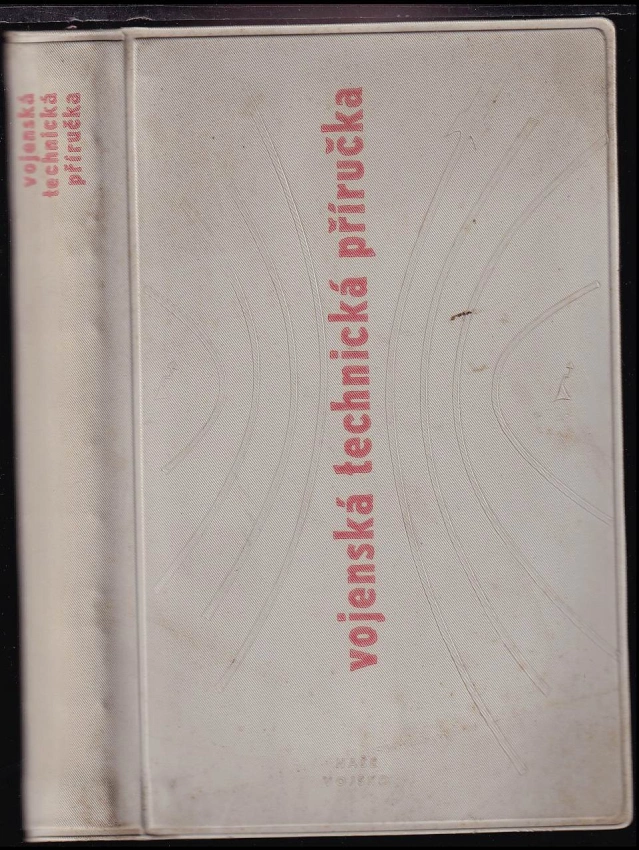 vojenská
technická
příručka
vojenská technická příručka
NAŠE
VOJSKO